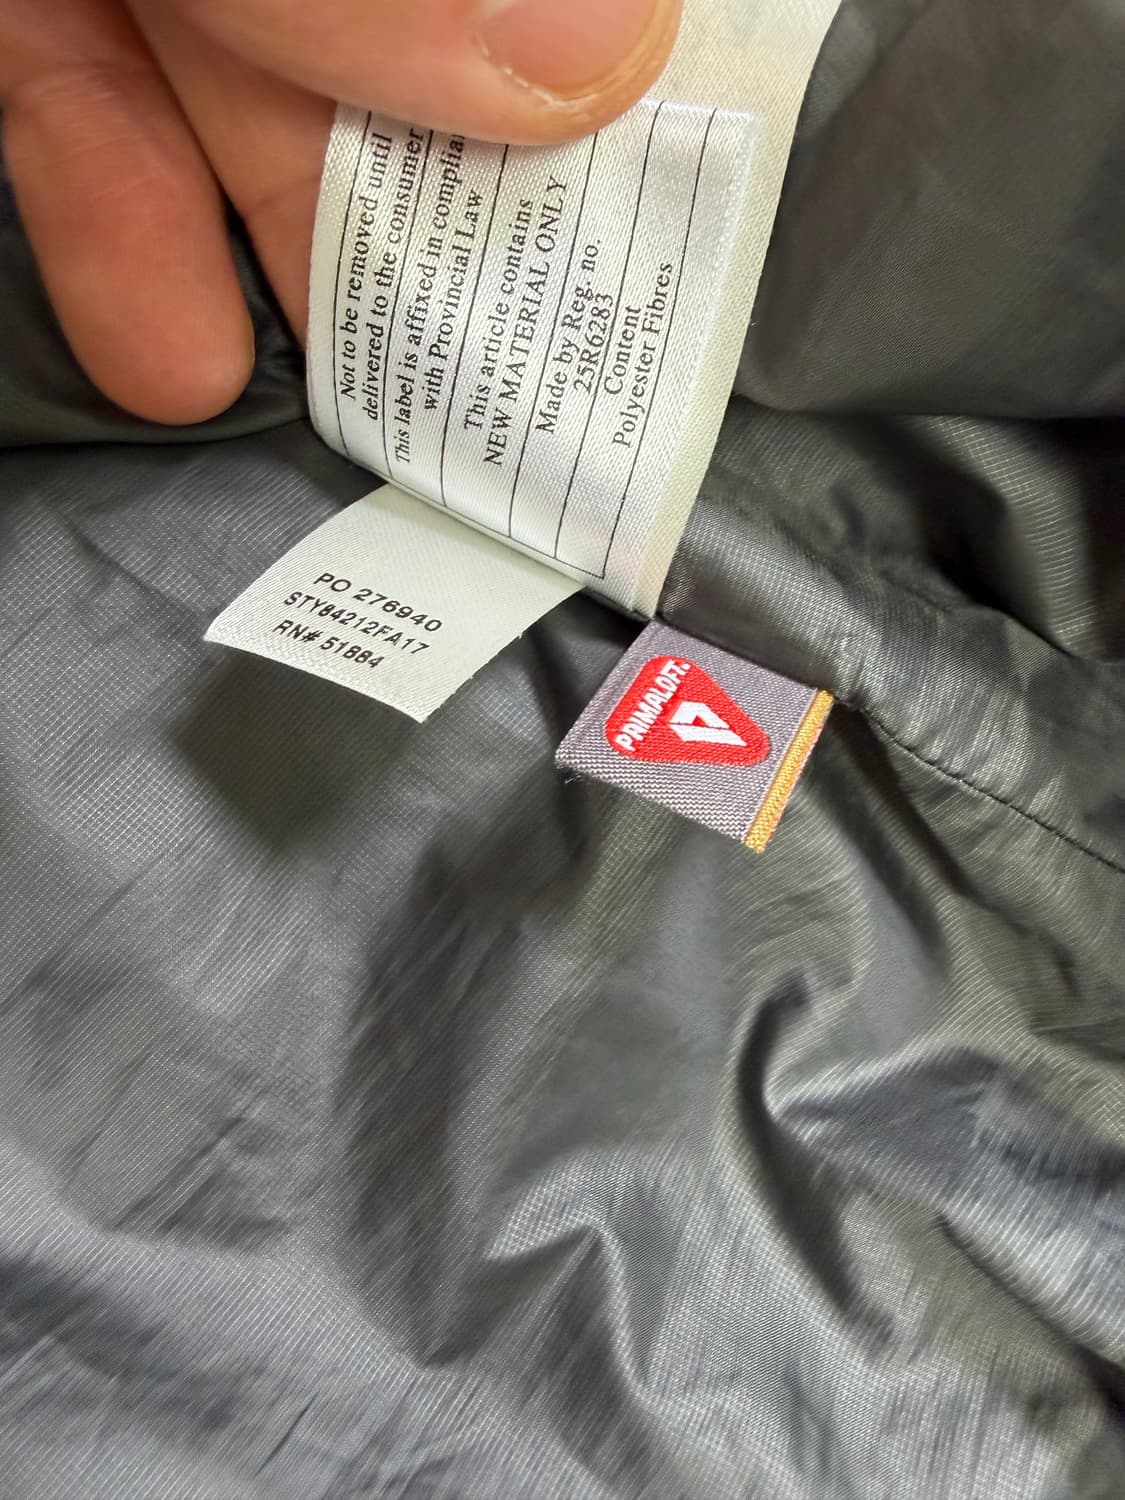 Not to be removed until
delivered to the consumer
This label is affixed in
with Provincial Law
This article contains
NEW MATERIAL ONLY
Made by Reg. no.
25R6283
Content
Polyester Fibres
PO 276940
STY84212FA17
RN# 51884
PRIMALOFT